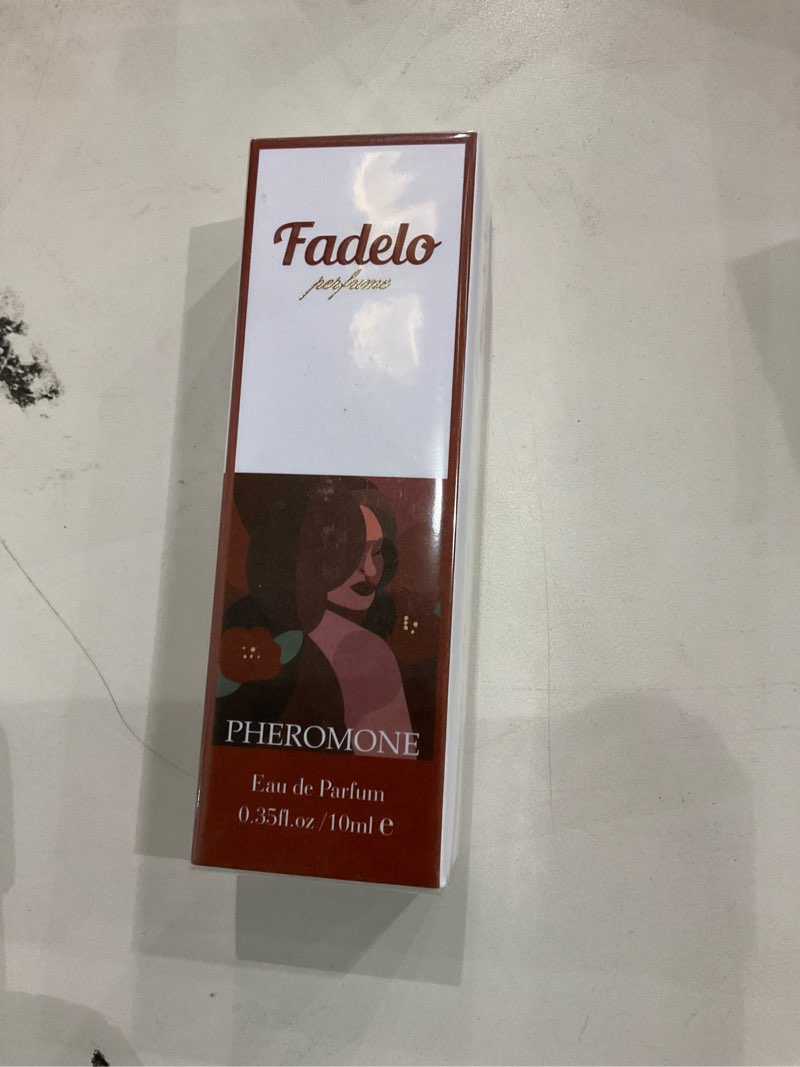 Fadelo
perfume
PHEROMONE
Eau de Parfum
0.35fl.oz /10ml ℮